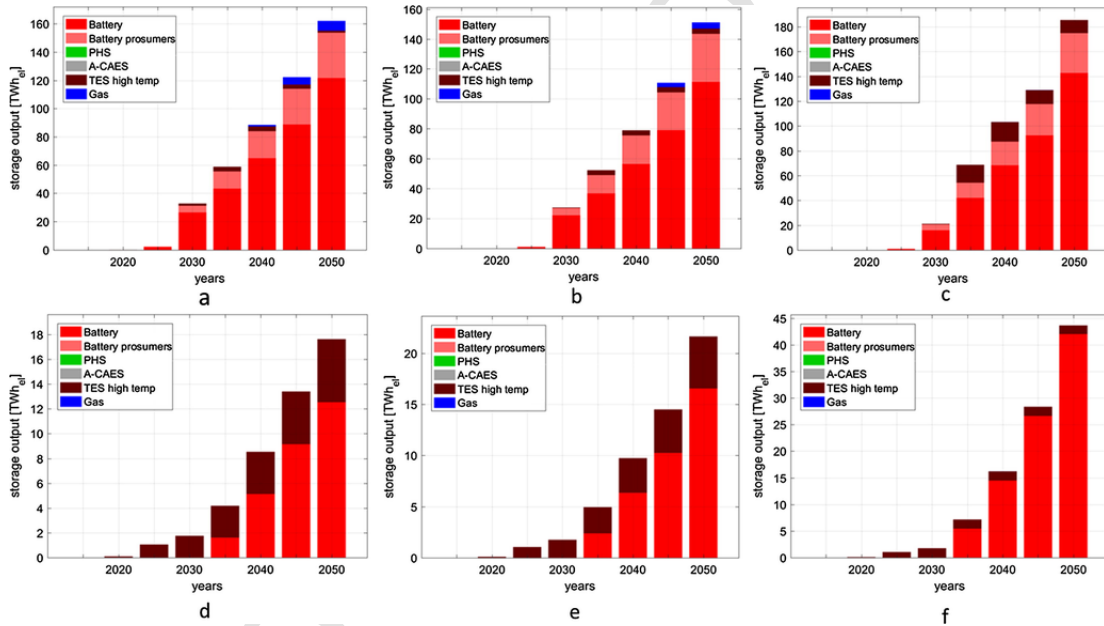 160
140
120
100
80
60
40
20
0
storage output [TWh_el]
Battery
Battery prosumers
PHS
A-CAES
TES high temp
Gas
2020 2030 2040 2050
years
a
160
140
120
100
80
60
40
20
0
storage output [TWh_el]
Battery
Battery prosumers
PHS
A-CAES
TES high temp
Gas
2020 2030 2040 2050
years
b
180
160
140
120
100
80
60
40
20
0
storage output [TWh_el]
Battery
Battery prosumers
PHS
A-CAES
TES high temp
Gas
2020 2030 2040 2050
years
c
18
16
14
12
10
8
6
4
2
0
storage output [TWh_el]
Battery
Battery prosumers
PHS
A-CAES
TES high temp
Gas
2020 2030 2040 2050
years
d
20
15
10
5
0
storage output [TWh_el]
Battery
Battery prosumers
PHS
A-CAES
TES high temp
Gas
2020 2030 2040 2050
years
e
45
40
35
30
25
20
15
10
5
0
storage output [TWh_el]
Battery
Battery prosumers
PHS
A-CAES
TES high temp
Gas
2020 2030 2040 2050
years
f